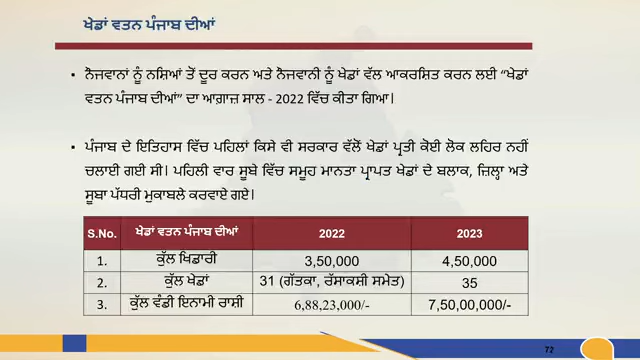 ਖੇਡਾਂ ਵਤਨ ਪੰਜਾਬ ਦੀਆਂ
• ਨੌਜਵਾਨਾਂ ਨੂੰ ਨਸ਼ਿਆਂ ਤੋਂ ਦੂਰ ਕਰਨ ਅਤੇ ਨੌਜਵਾਨੀ ਨੂੰ ਖੇਡਾਂ ਵੱਲ ਆਕਰਸ਼ਿਤ ਕਰਨ ਲਈ “ਖੇਡਾਂ
ਵਤਨ ਪੰਜਾਬ ਦੀਆਂ” ਦਾ ਆਗਾਜ਼ ਸਾਲ - 2022 ਵਿੱਚ ਕੀਤਾ ਗਿਆ।
• ਪੰਜਾਬ ਦੇ ਇਤਿਹਾਸ ਵਿੱਚ ਪਹਿਲਾਂ ਕਿਸੇ ਵੀ ਸਰਕਾਰ ਵੱਲੋਂ ਖੇਡਾਂ ਪ੍ਰਤੀ ਕੋਈ ਲੋਕ ਲਹਿਰ ਨਹੀਂ
ਚਲਾਈ ਗਈ ਸੀ। ਪਹਿਲੀ ਵਾਰ ਸੂਬੇ ਵਿੱਚ ਸਮੂਹ ਮਾਨਤਾ ਪ੍ਰਾਪਤ ਖੇਡਾਂ ਦੇ ਬਲਾਕ, ਜ਼ਿਲ੍ਹਾ ਅਤੇ
ਸੂਬਾ ਪੱਧਰੀ ਮੁਕਾਬਲੇ ਕਰਵਾਏ ਗਏ।
S.No. ਖੇਡਾਂ ਵਤਨ ਪੰਜਾਬ ਦੀਆਂ 2022 2023
1. ਕੁੱਲ ਖਿਡਾਰੀ 3,50,000 4,50,000
2. ਕੁੱਲ ਖੇਡਾਂ 31 (ਗੱਤਕਾ, ਰੱਸਾਕਸ਼ੀ ਸਮੇਤ) 35
3. ਕੁੱਲ ਵੰਡੀ ਇਨਾਮੀ ਰਾਸ਼ੀ 6,88,23,000/- 7,50,00,000/-
72